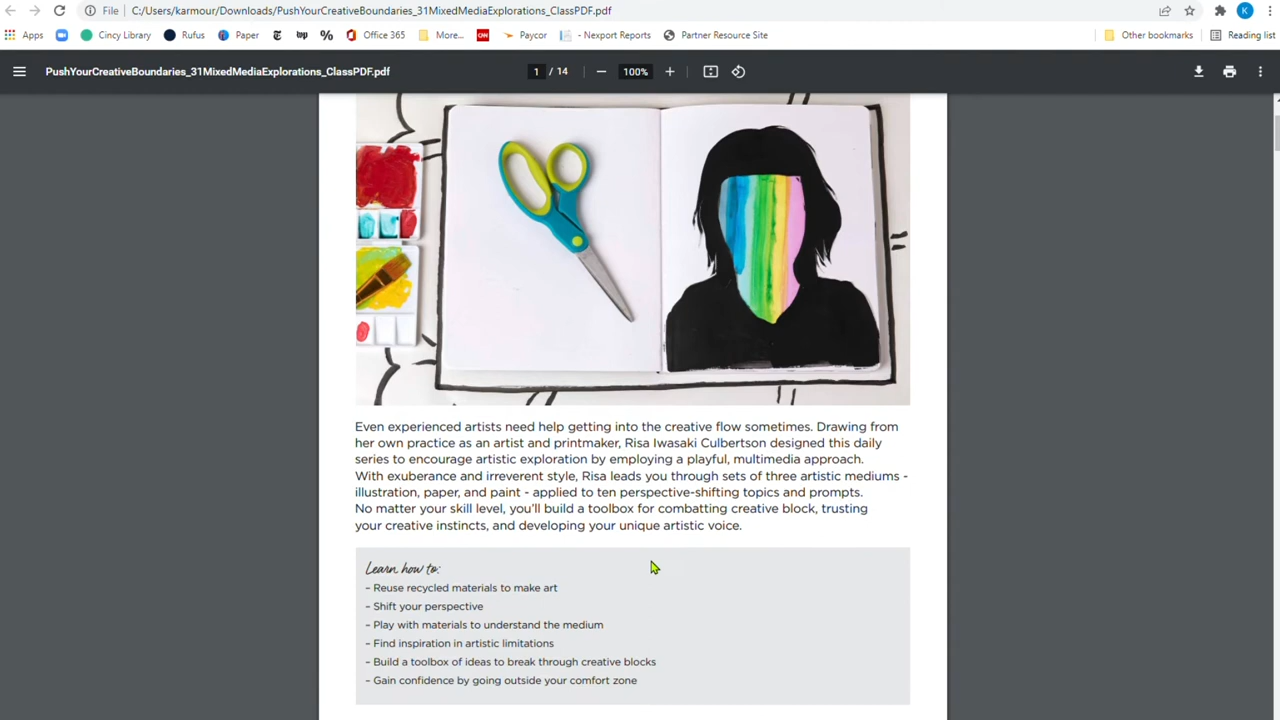 File | C:/Users/karmour/Downloads/PushYourCreativeBoundaries_31MixedMediaExplorations_ClassPDF.pdf
K
Apps Cincy Library Rufus Paper Office 365 More... CNN Paycor - Nexport Reports Partner Resource Site Other bookmarks Reading list
PushYourCreativeBoundaries_31MixedMediaExplorations_ClassPDF.pdf 1 / 14 100%
Even experienced artists need help getting into the creative flow sometimes. Drawing from
her own practice as an artist and printmaker, Risa Iwasaki Culbertson designed this daily
series to encourage artistic exploration by employing a playful, multimedia approach.
With exuberance and irreverent style, Risa leads you through sets of three artistic mediums -
illustration, paper, and paint - applied to ten perspective-shifting topics and prompts.
No matter your skill level, you'll build a toolbox for combatting creative block, trusting
your creative instincts, and developing your unique artistic voice.
Learn how to:
– Reuse recycled materials to make art
– Shift your perspective
– Play with materials to understand the medium
– Find inspiration in artistic limitations
– Build a toolbox of ideas to break through creative blocks
– Gain confidence by going outside your comfort zone